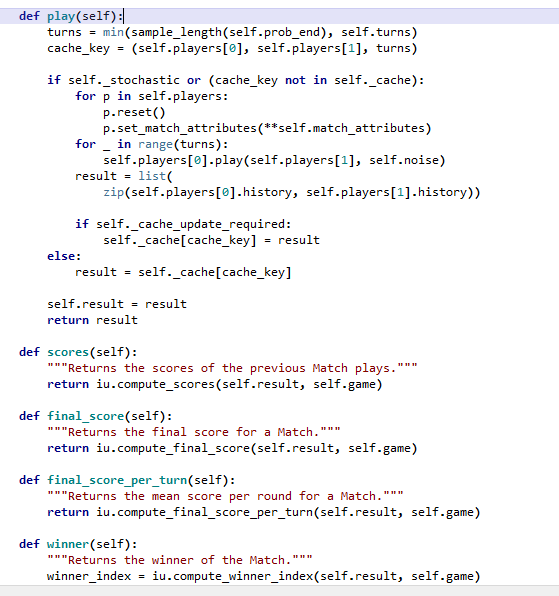 def play(self):
    turns = min(sample_length(self.prob_end), self.turns)
    cache_key = (self.players[0], self.players[1], turns)

    if self._stochastic or (cache_key not in self._cache):
        for p in self.players:
            p.reset()
            p.set_match_attributes(**self.match_attributes)
        for _ in range(turns):
            self.players[0].play(self.players[1], self.noise)
        result = list(
            zip(self.players[0].history, self.players[1].history))

        if self._cache_update_required:
            self._cache[cache_key] = result
    else:
        result = self._cache[cache_key]

    self.result = result
    return result

def scores(self):
    """Returns the scores of the previous Match plays."""
    return iu.compute_scores(self.result, self.game)

def final_score(self):
    """Returns the final score for a Match."""
    return iu.compute_final_score(self.result, self.game)

def final_score_per_turn(self):
    """Returns the mean score per round for a Match."""
    return iu.compute_final_score_per_turn(self.result, self.game)

def winner(self):
    """Returns the winner of the Match."""
    winner_index = iu.compute_winner_index(self.result, self.game)